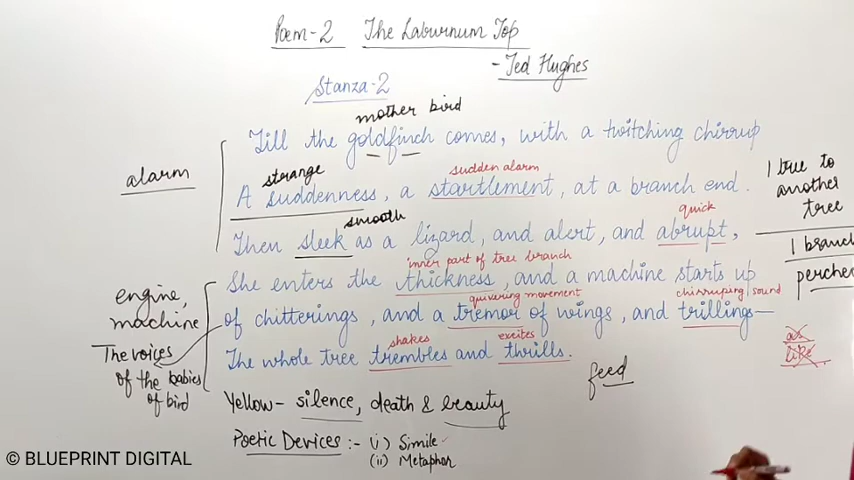 Poem-2 The Laburnum Top
- Ted Hughes
Stanza-2
mother bird
Till the goldfinch comes, with a twitching chirrup
strange sudden alarm
A suddenness, a startlement, at a branch end.
alarm
smooth quick
Then sleek as a lizard, and alert, and abrupt,
inner part of tree branch
She enters the thickness, and a machine starts up
quivering movement chirruping/sound
of chitterings, and a tremor of wings, and trillings—
shakes excites
The whole tree trembles and thrills.
engine,
machine
The voices
of the babies
of bird
1 tree to
another
tree
1 branch
perche
as
like
feed
Yellow- silence, death & beauty
Poetic Devices :- (i) Simile
(ii) Metaphor
© BLUEPRINT DIGITAL